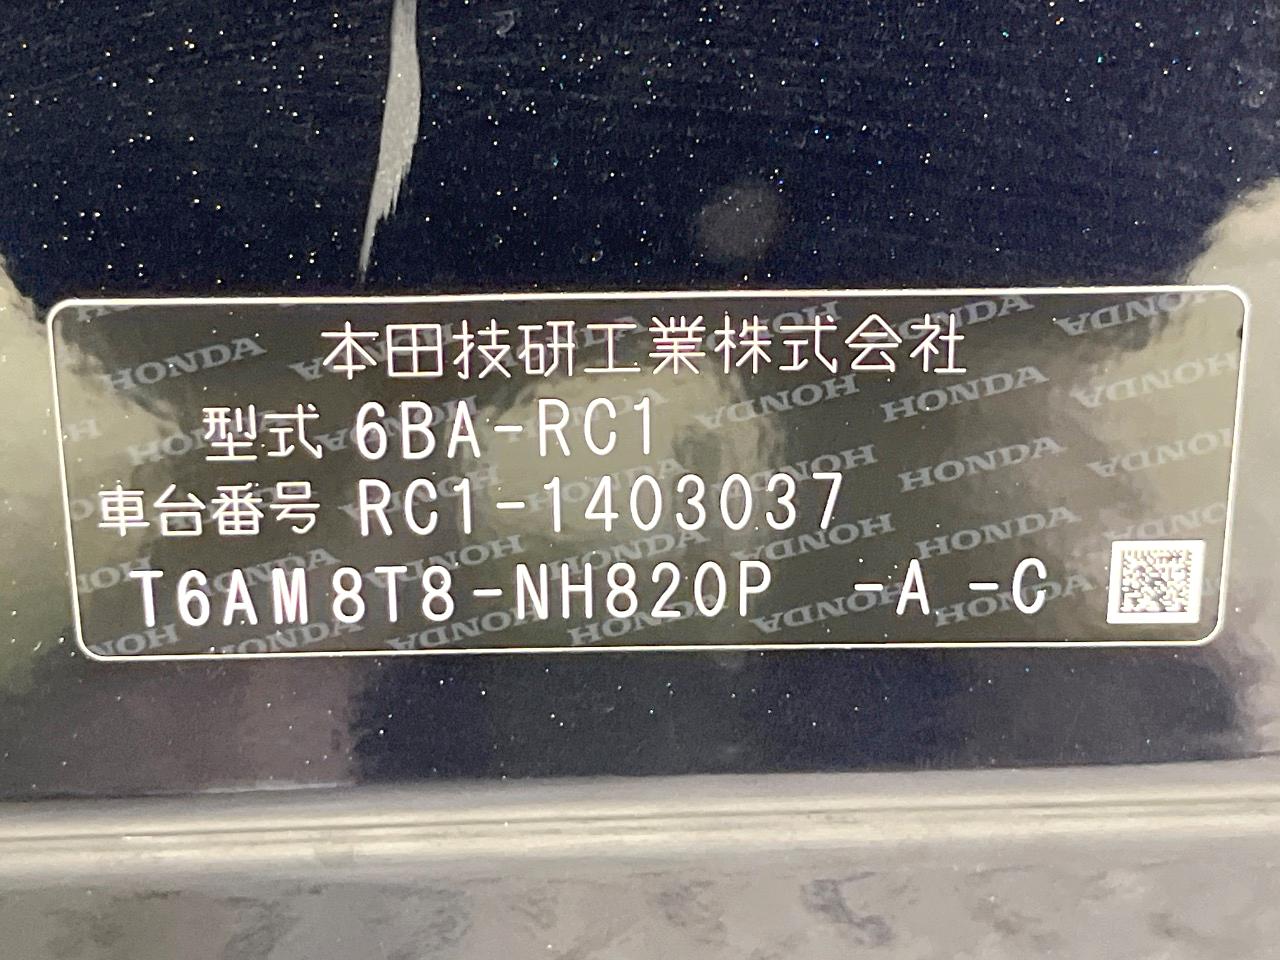 本田技研工業株式会社
型式 6BA-RC1
車台番号 RC1-1403037
T6AM8T8-NH820P -A -C